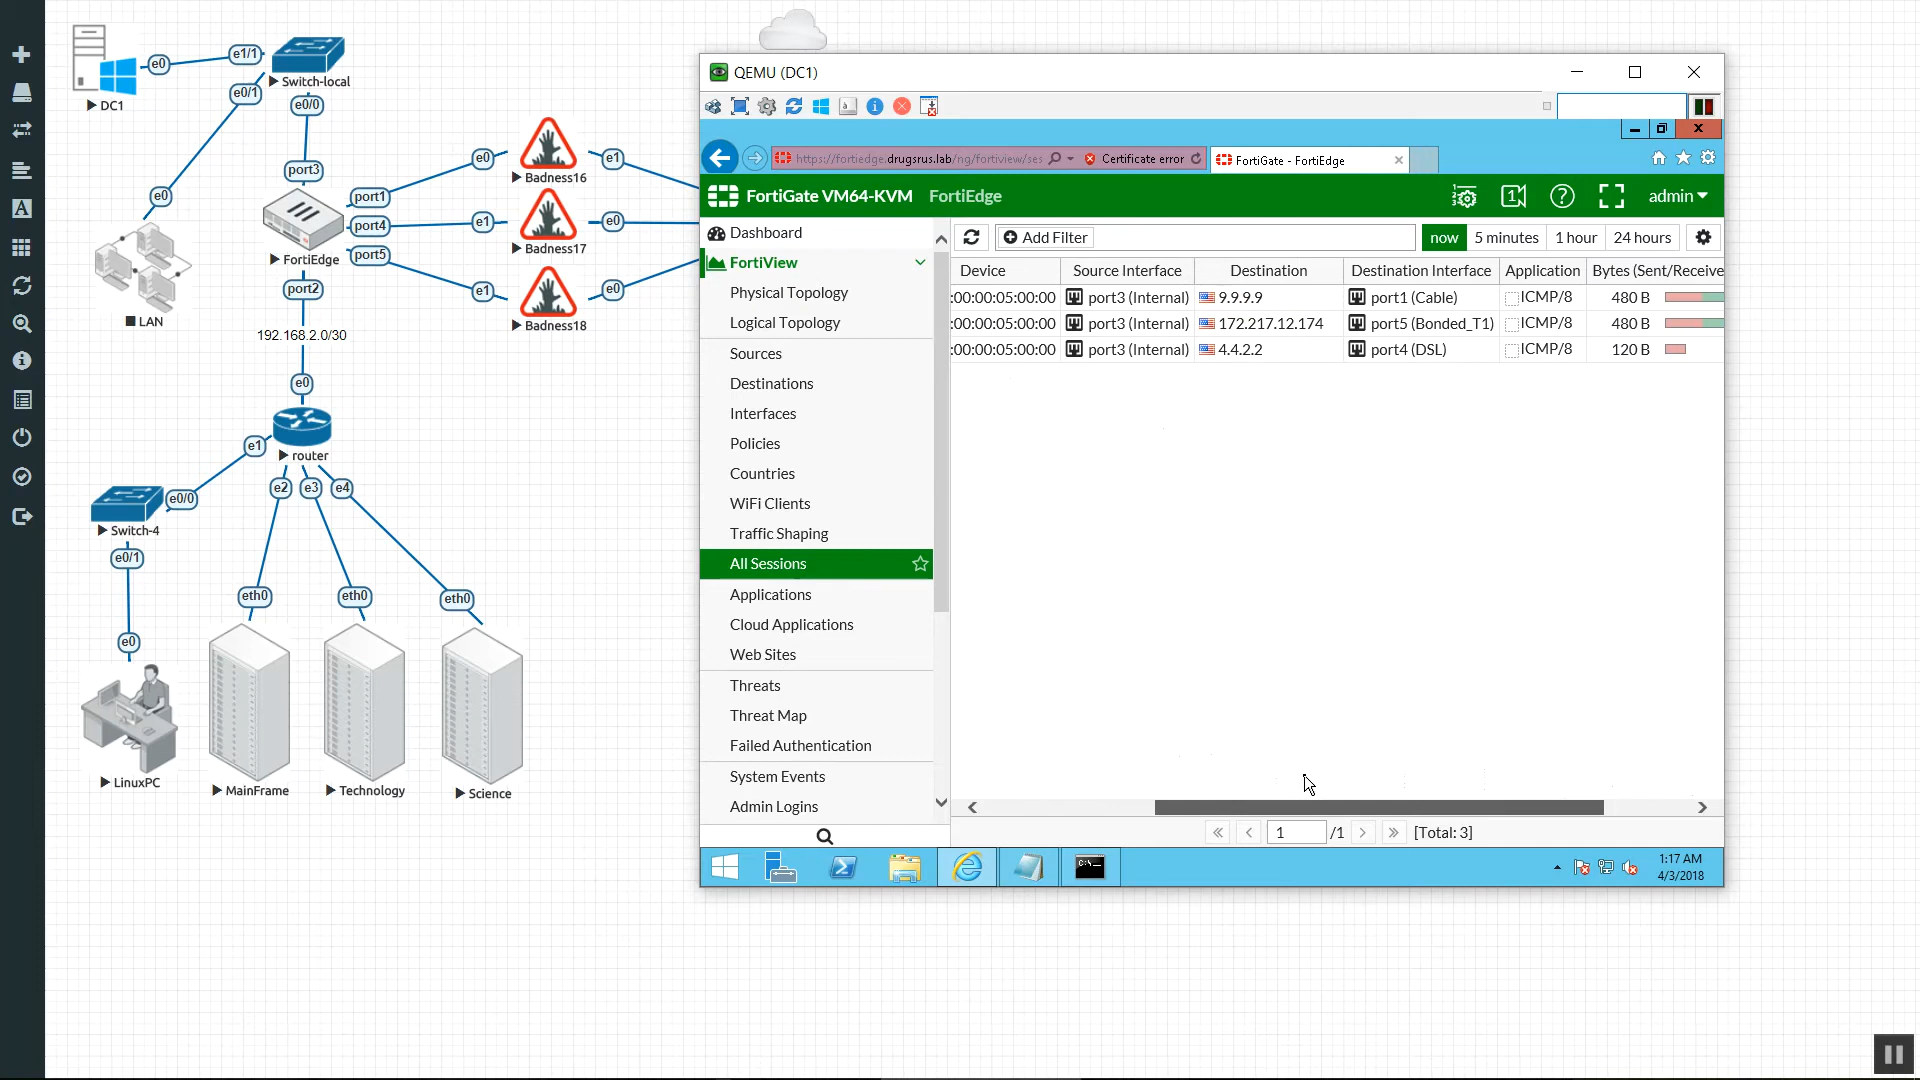 DC1
e0
e1/1
Switch-local
e0/1
e0/0
e0
LAN
port3
FortiEdge
port1
port4
port5
port2
192.168.2.0/30
e0
Badness16
e1
e1
Badness17
e0
e1
Badness18
e0
e0
router
e1
e0/0
Switch-4
e0/1
e0
LinuxPC
e2
e3
e4
eth0
eth0
eth0
MainFrame
Technology
Science
QEMU (DC1)
https://fortiedge.drugsrus.lab/ng/fortiview/ses
Certificate error
FortiGate - FortiEdge
FortiGate VM64-KVM FortiEdge
1
admin
Dashboard
FortiView
Physical Topology
Logical Topology
Sources
Destinations
Interfaces
Policies
Countries
WiFi Clients
Traffic Shaping
All Sessions
Applications
Cloud Applications
Web Sites
Threats
Threat Map
Failed Authentication
System Events
Admin Logins
Add Filter
now 5 minutes 1 hour 24 hours
Device Source Interface Destination Destination Interface Application Bytes (Sent/Receive
:00:00:05:00:00 port3 (Internal) 9.9.9.9 port1 (Cable) ICMP/8 480 B
:00:00:05:00:00 port3 (Internal) 172.217.12.174 port5 (Bonded_T1) ICMP/8 480 B
:00:00:05:00:00 port3 (Internal) 4.4.2.2 port4 (DSL) ICMP/8 120 B
1 /1 [Total: 3]
1:17 AM
4/3/2018